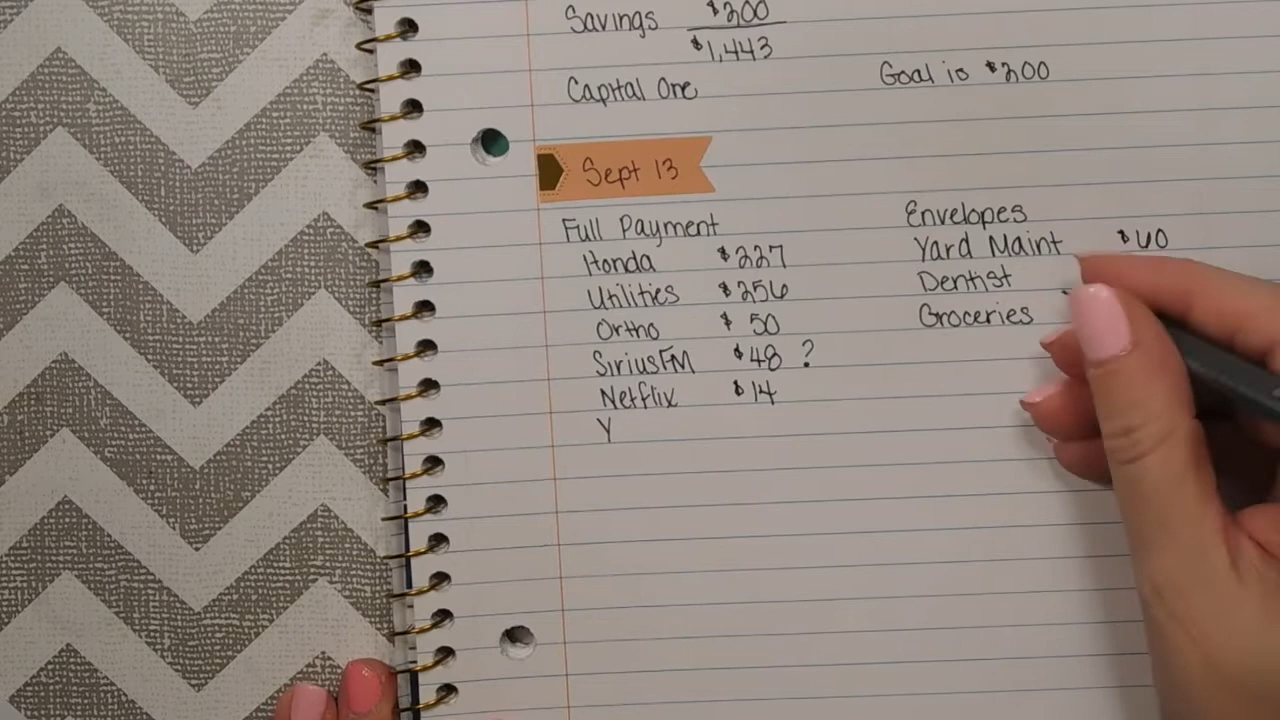 Savings $200
$1,443
Capital One Goal is $200
Sept 13
Full Payment Envelopes
Honda $227 Yard Maint $60
Utilities $256 Dentist
Ortho $50 Groceries
SiriusFM $48 ?
Netflix $14
Y